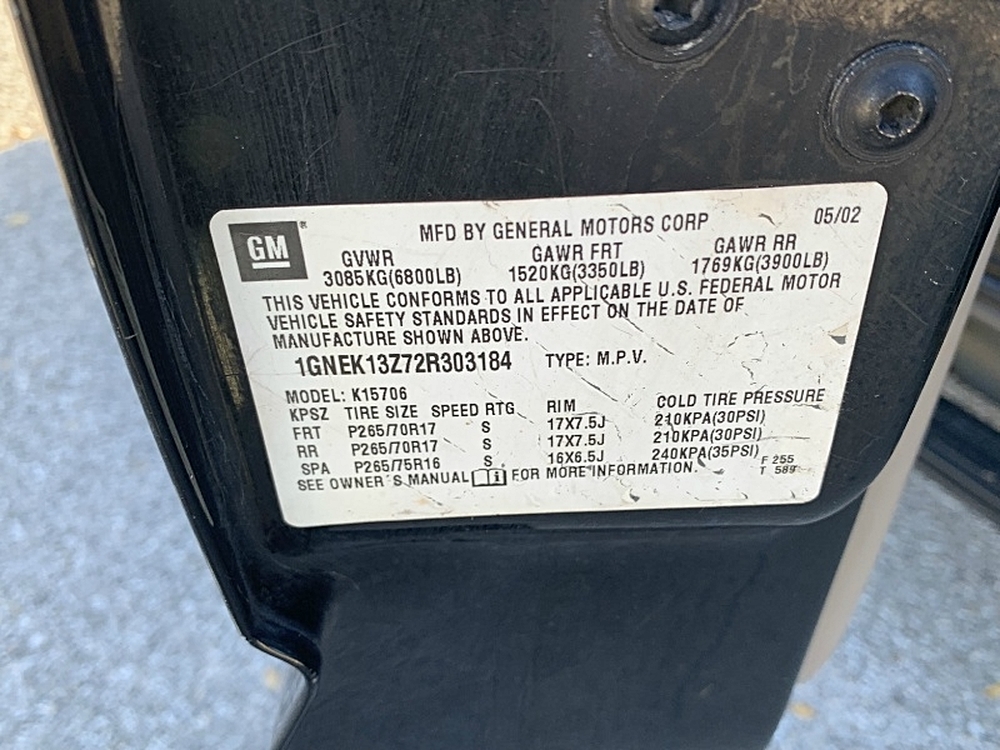 GM
MFD BY GENERAL MOTORS CORP 05/02
GVWR GAWR FRT GAWR RR
3085KG(6800LB) 1520KG(3350LB) 1769KG(3900LB)
THIS VEHICLE CONFORMS TO ALL APPLICABLE U.S. FEDERAL MOTOR
VEHICLE SAFETY STANDARDS IN EFFECT ON THE DATE OF
MANUFACTURE SHOWN ABOVE.
1GNEK13Z72R303184 TYPE: M.P.V.
MODEL: K15706
KPSZ TIRE SIZE SPEED RTG RIM COLD TIRE PRESSURE
FRT P265/70R17 S 17X7.5J 210KPA(30PSI)
RR P265/70R17 S 17X7.5J 210KPA(30PSI)
SPA P265/75R16 S 16X6.5J 240KPA(35PSI)
SEE OWNER'S MANUAL i FOR MORE INFORMATION.
F 255
T 589